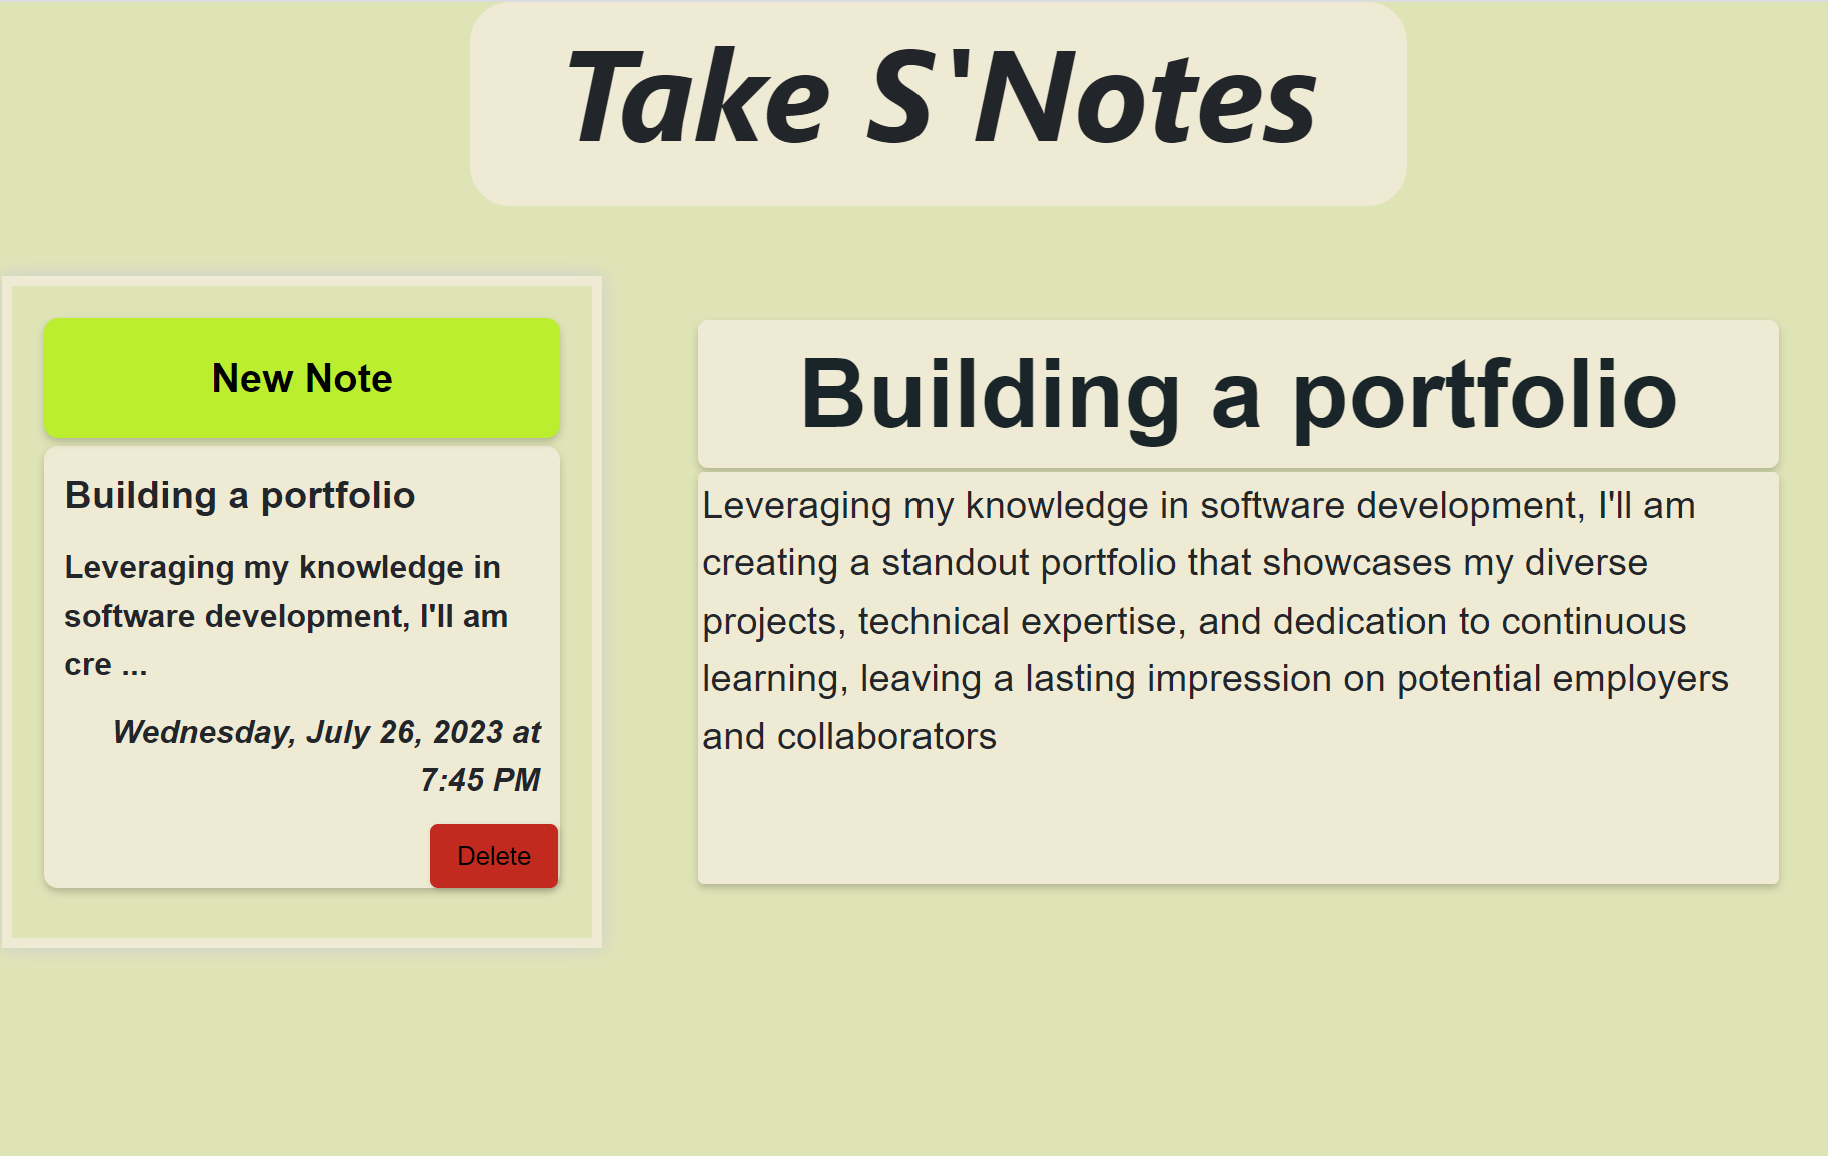 Take S'Notes
New Note
Building a portfolio
Leveraging my knowledge in
software development, I'll am
cre ...
Wednesday, July 26, 2023 at
7:45 PM
Delete
Building a portfolio
Leveraging my knowledge in software development, I'll am
creating a standout portfolio that showcases my diverse
projects, technical expertise, and dedication to continuous
learning, leaving a lasting impression on potential employers
and collaborators